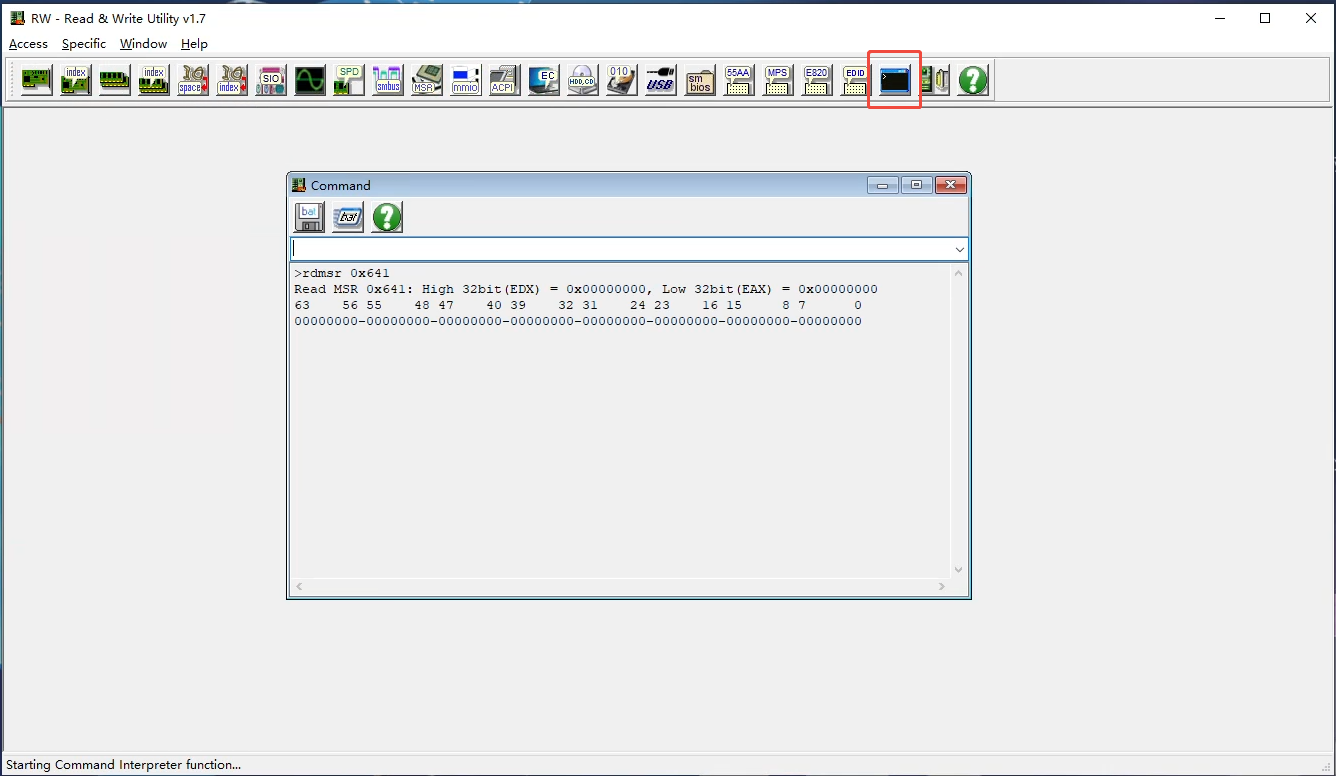 RW - Read & Write Utility v1.7
Access Specific Window Help
index index space index SIO SPD smbus MSR mmio ACPI EC HDD,CD 010 USB sm bios 55AA MPS E820 EDID
Command
bat bat
>rdmsr 0x641
Read MSR 0x641: High 32bit(EDX) = 0x00000000, Low 32bit(EAX) = 0x00000000
63 56 55 48 47 40 39 32 31 24 23 16 15 8 7 0
00000000-00000000-00000000-00000000-00000000-00000000-00000000-00000000
Starting Command Interpreter function...